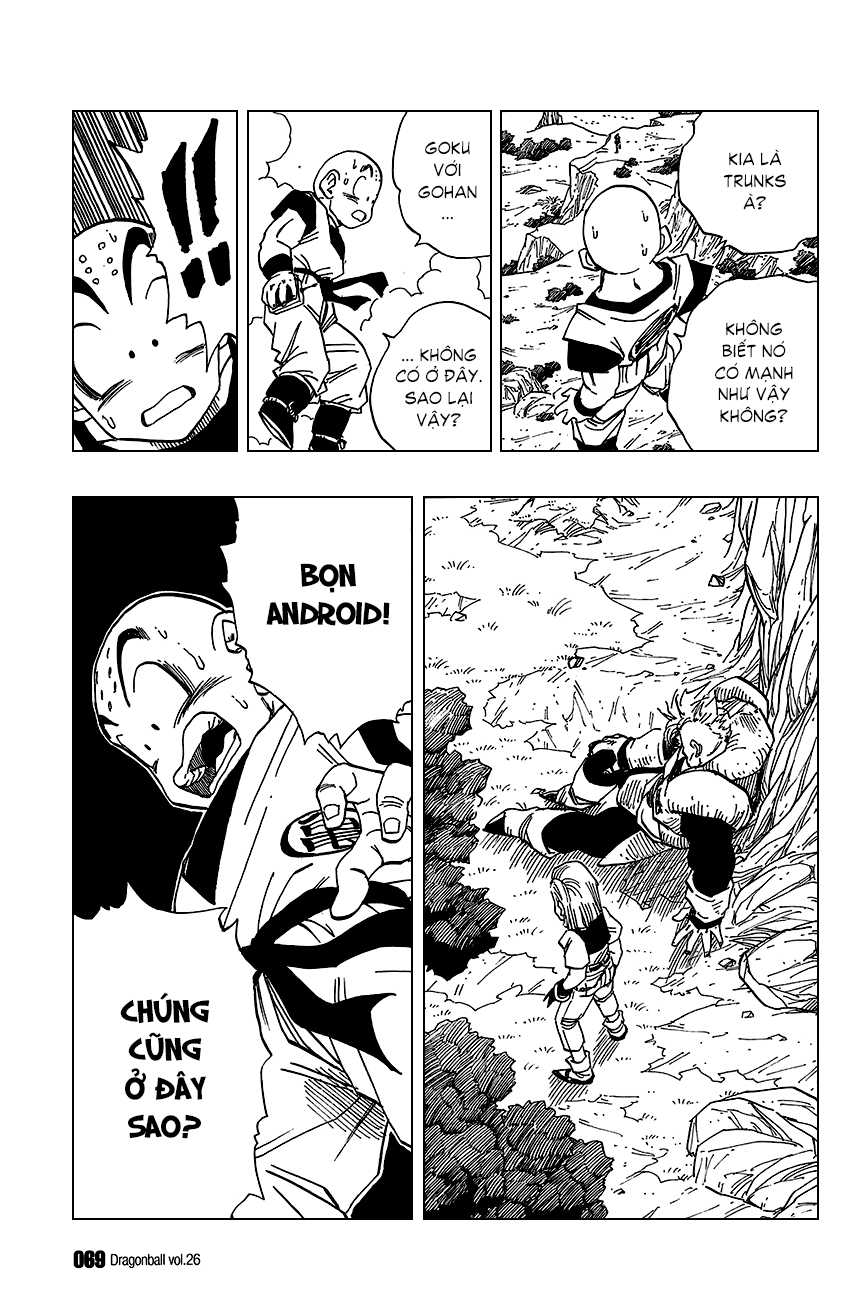 KIA LÀ
TRUNKS
À?
KHÔNG
BIẾT NÓ
CÓ MẠNH
NHƯ VẬY
KHÔNG?
GOKU
VỚI
GOHAN
...
... KHÔNG
CÓ Ở ĐÂY.
SAO LẠI
VẬY?
!!
BỌN
ANDROID!
CHÚNG
CŨNG
Ở ĐÂY
SAO?
069 Dragonball vol.26